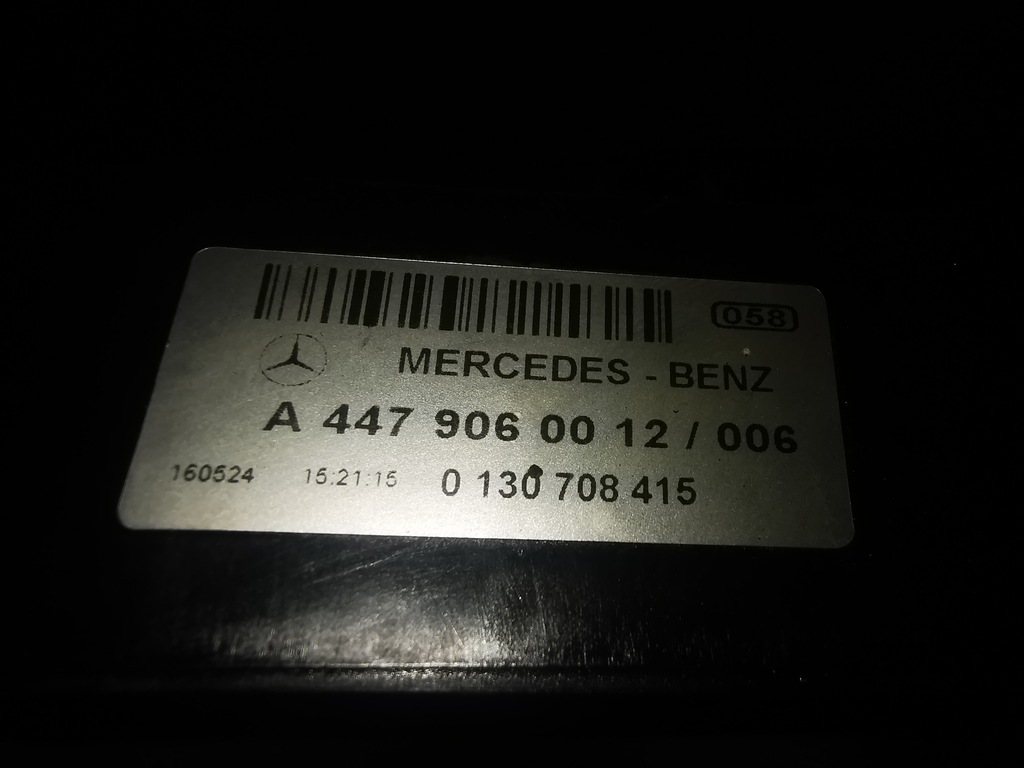 058
MERCEDES - BENZ
A 447 906 00 12 / 006
160524 15:21:15 0 130 708 415